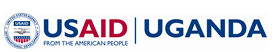 USAID | UGANDA
FROM THE AMERICAN PEOPLE